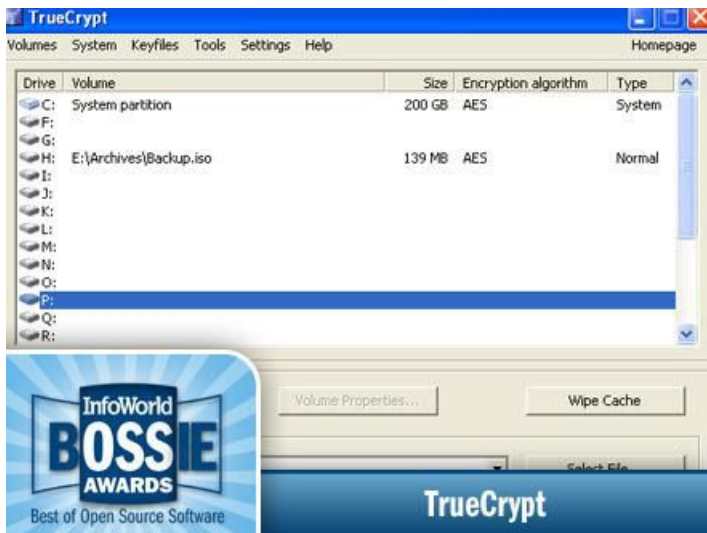 TrueCrypt
Volumes System Keyfiles Tools Settings Help Homepage
Drive Volume Size Encryption algorithm Type
C: System partition 200 GB AES System
F:
G:
H: E:\Archives\Backup.iso 139 MB AES Normal
I:
J:
K:
L:
M:
N:
O:
P:
Q:
R:
Volume Properties... Wipe Cache
Select File
InfoWorld
BOSSIE
AWARDS
Best of Open Source Software
TrueCrypt